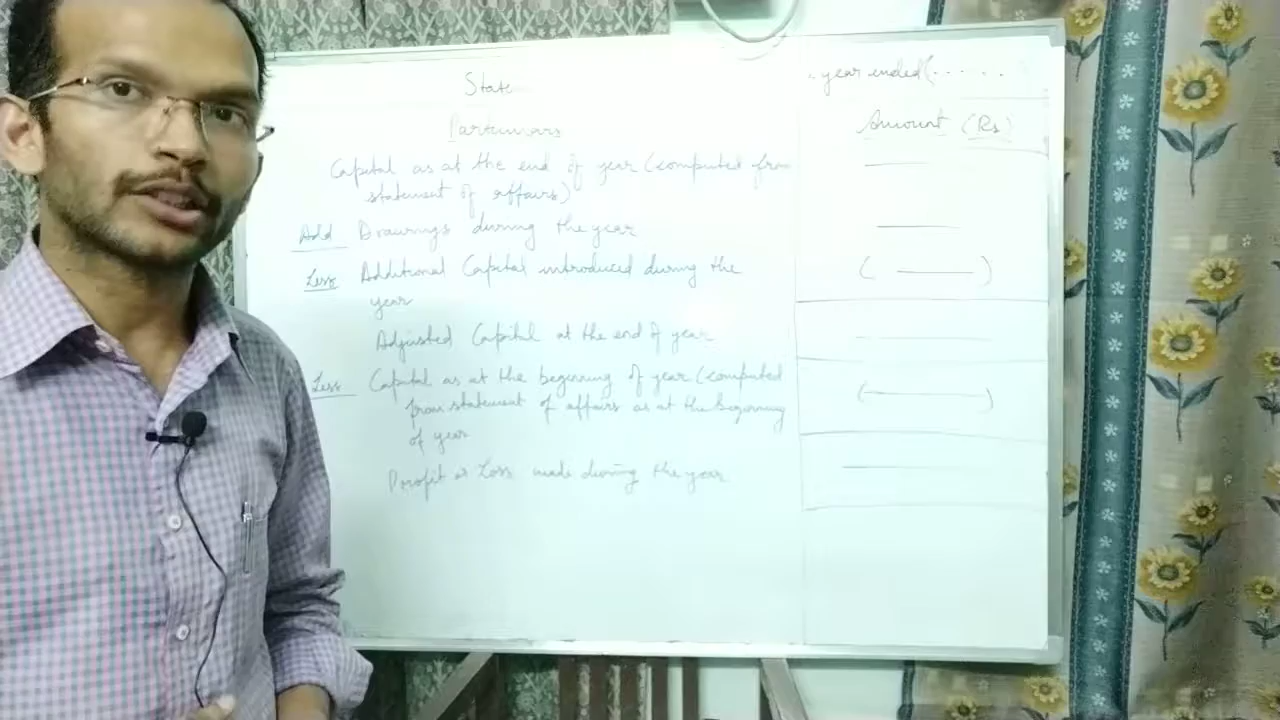 State
year ended (......
Particulars
Amount (Rs)
Capital as at the end of year (computed from
statement of affairs)
Add Drawings during the year
Less Additional Capital introduced during the
year
Adjusted Capital at the end of year
Less Capital as at the beginning of year (computed
from statement of affairs as at the beginning
of year
Profit or Loss made during the year